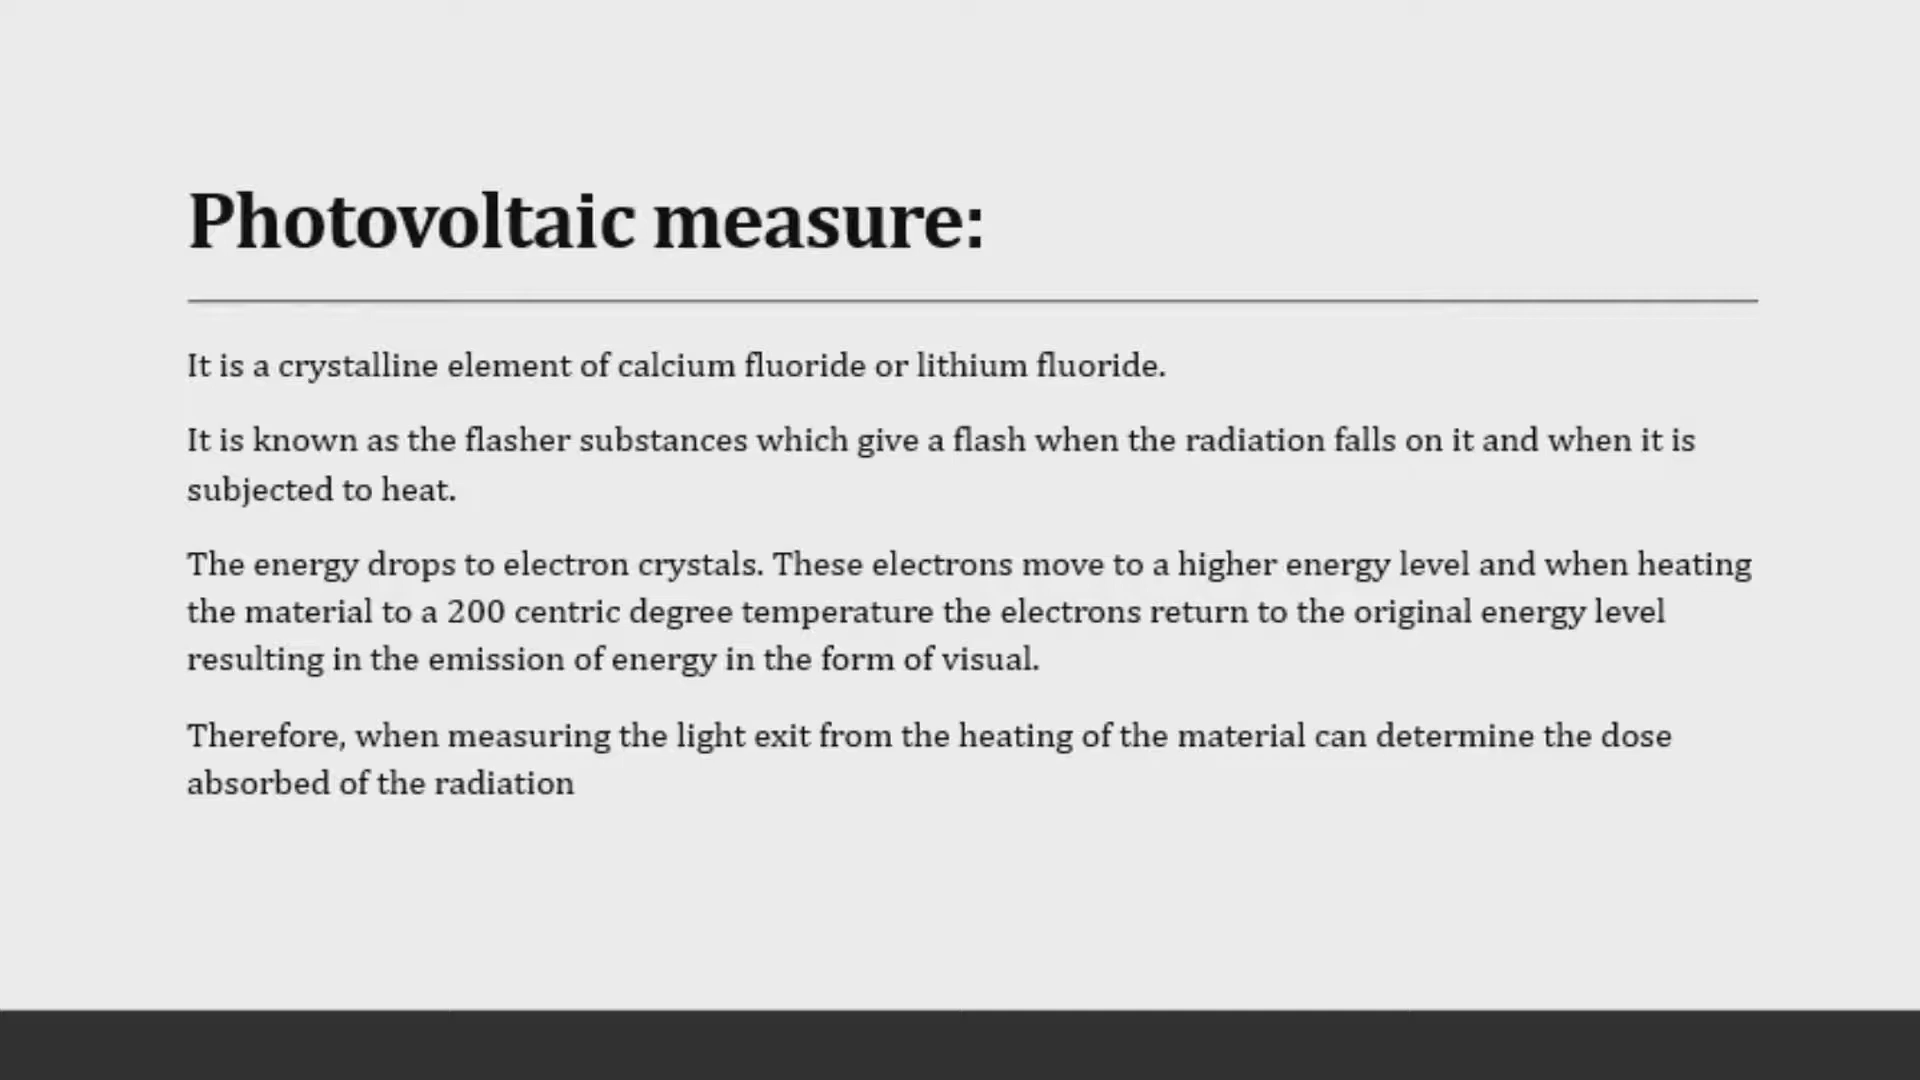 Photovoltaic measure:
It is a crystalline element of calcium fluoride or lithium fluoride.
It is known as the flasher substances which give a flash when the radiation falls on it and when it is
subjected to heat.
The energy drops to electron crystals. These electrons move to a higher energy level and when heating
the material to a 200 centric degree temperature the electrons return to the original energy level
resulting in the emission of energy in the form of visual.
Therefore, when measuring the light exit from the heating of the material can determine the dose
absorbed of the radiation